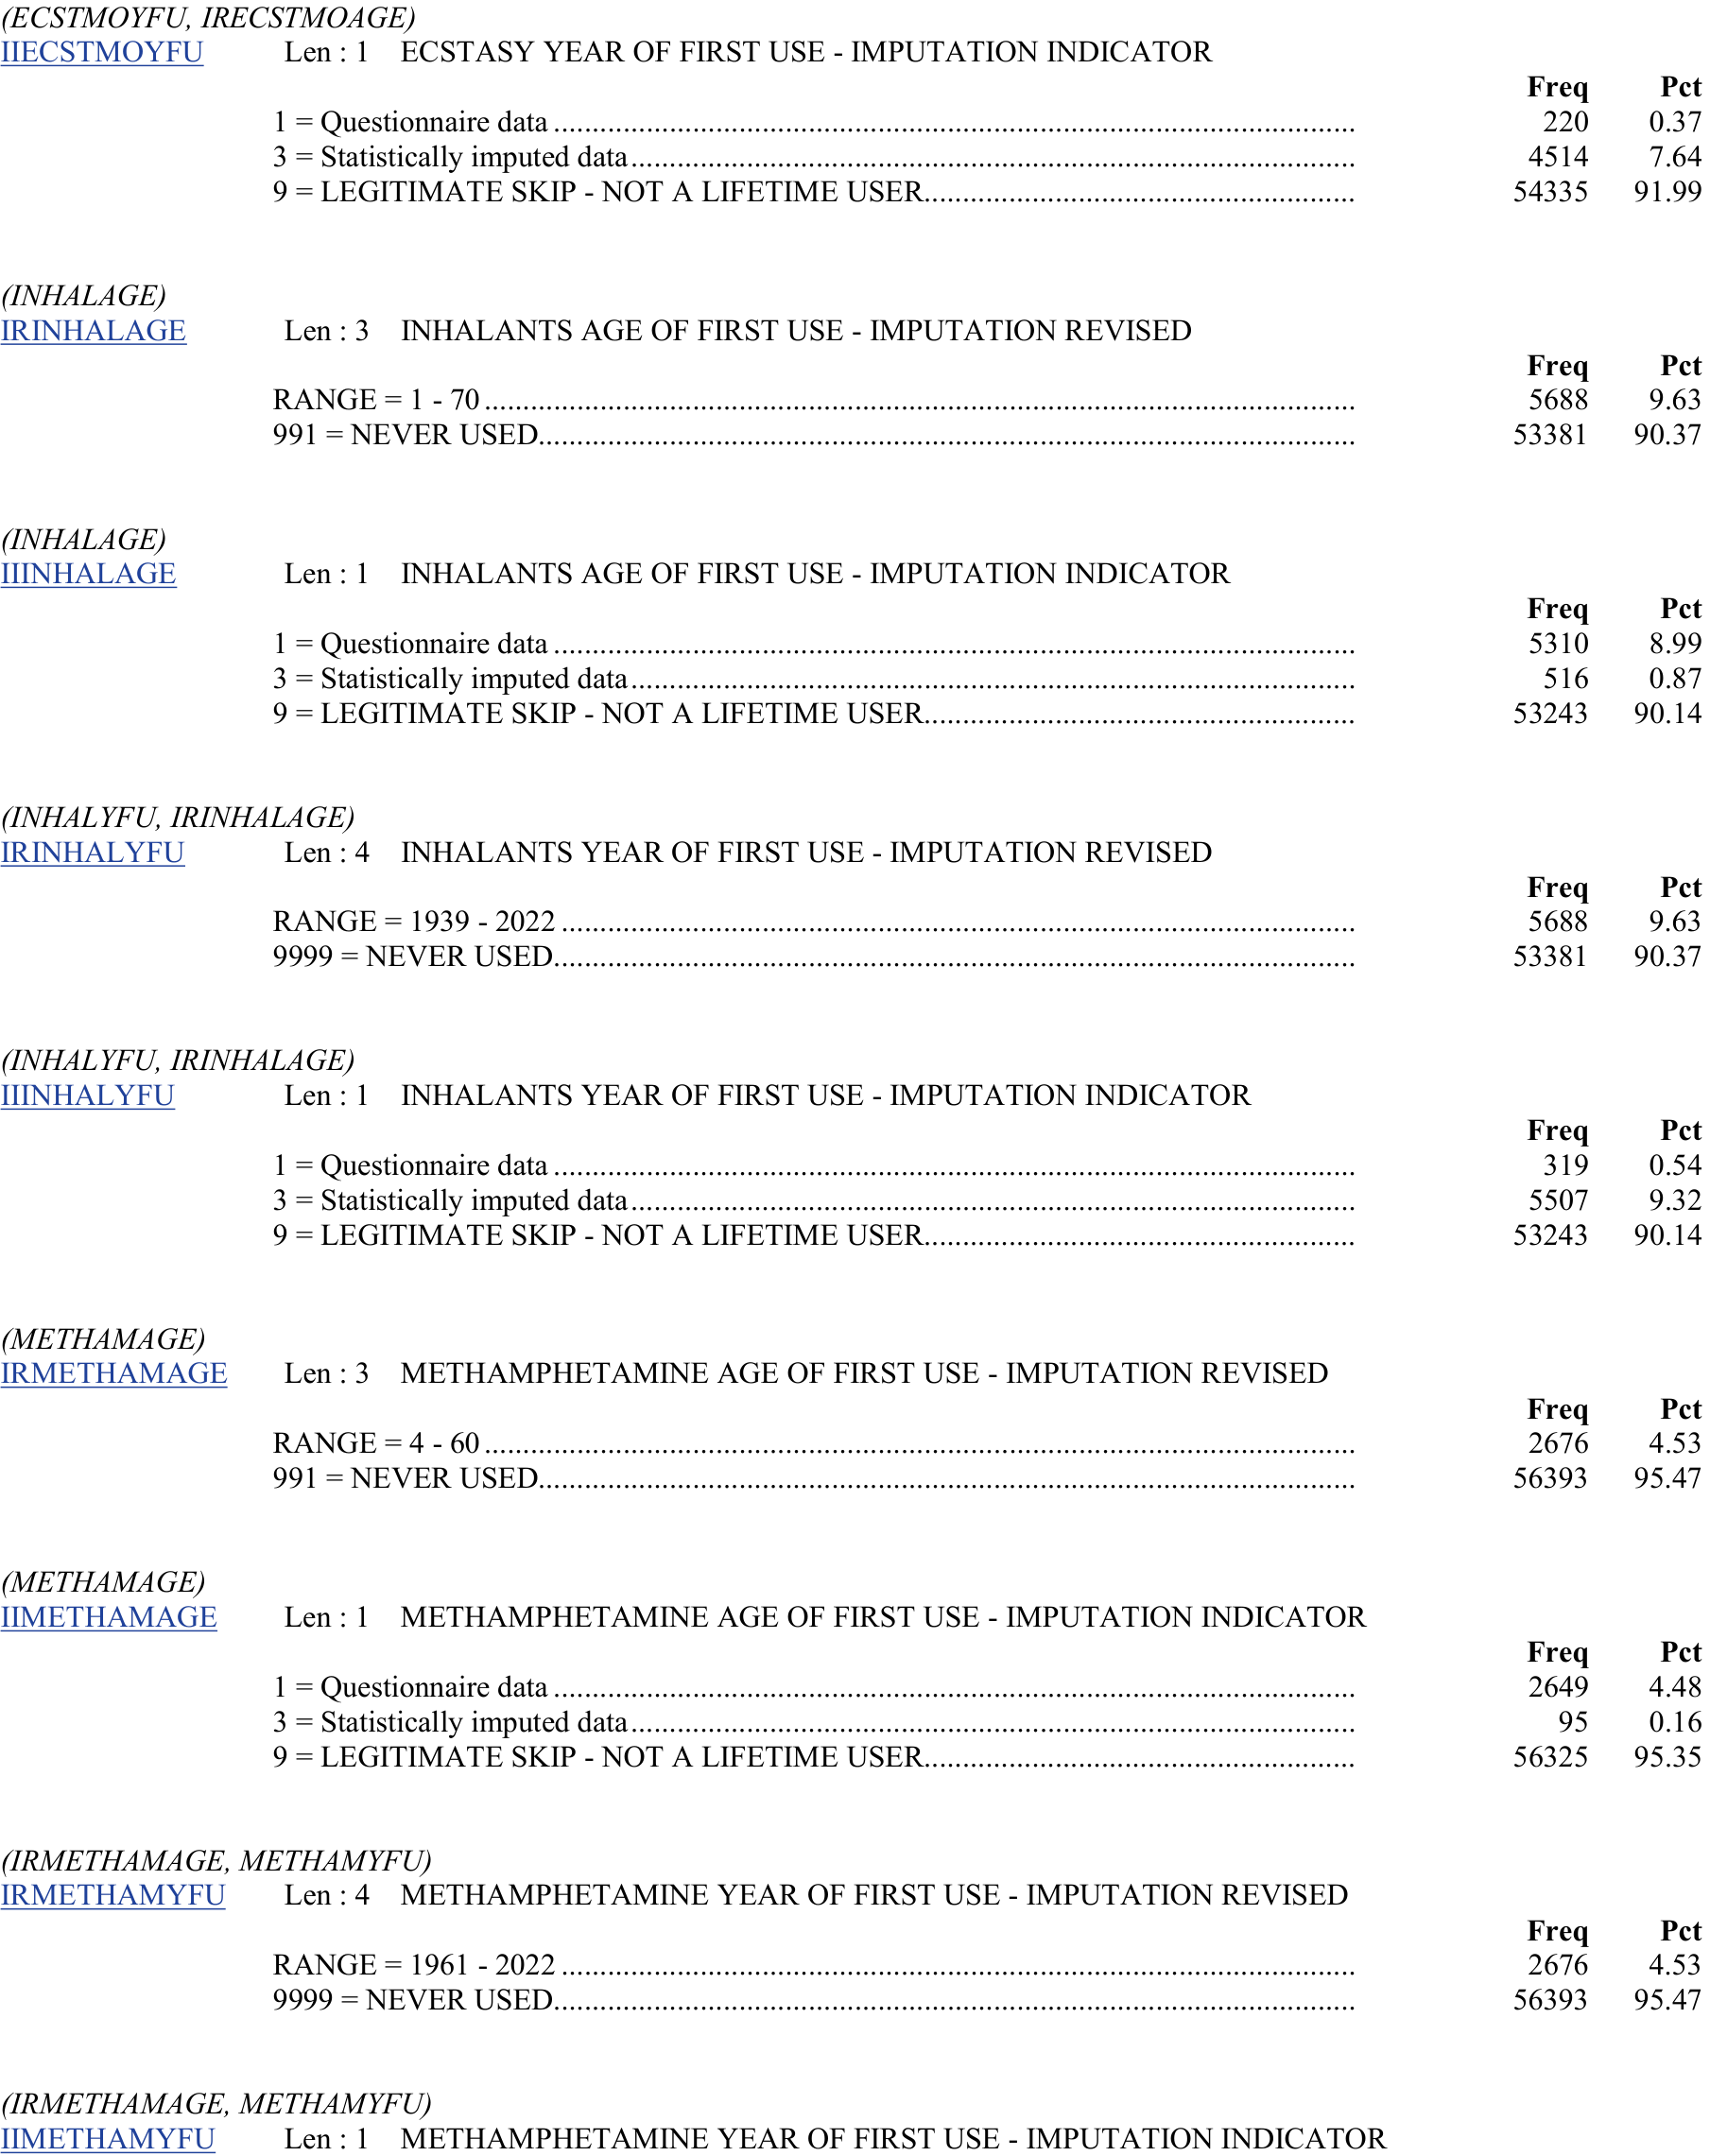 (ECSTMOYFU, IRECSTMOAGE)
IIECSTMOYFU Len : 1 ECSTASY YEAR OF FIRST USE - IMPUTATION INDICATOR
Freq Pct
1 = Questionnaire data 220 0.37
3 = Statistically imputed data 4514 7.64
9 = LEGITIMATE SKIP - NOT A LIFETIME USER 54335 91.99
(INHALAGE)
IRINHALAGE Len : 3 INHALANTS AGE OF FIRST USE - IMPUTATION REVISED
Freq Pct
RANGE = 1 - 70 5688 9.63
991 = NEVER USED 53381 90.37
(INHALAGE)
IIINHALAGE Len : 1 INHALANTS AGE OF FIRST USE - IMPUTATION INDICATOR
Freq Pct
1 = Questionnaire data 5310 8.99
3 = Statistically imputed data 516 0.87
9 = LEGITIMATE SKIP - NOT A LIFETIME USER 53243 90.14
(INHALYFU, IRINHALAGE)
IRINHALYFU Len : 4 INHALANTS YEAR OF FIRST USE - IMPUTATION REVISED
Freq Pct
RANGE = 1939 - 2022 5688 9.63
9999 = NEVER USED 53381 90.37
(INHALYFU, IRINHALAGE)
IIINHALYFU Len : 1 INHALANTS YEAR OF FIRST USE - IMPUTATION INDICATOR
Freq Pct
1 = Questionnaire data 319 0.54
3 = Statistically imputed data 5507 9.32
9 = LEGITIMATE SKIP - NOT A LIFETIME USER 53243 90.14
(METHAMAGE)
IRMETHAMAGE Len : 3 METHAMPHETAMINE AGE OF FIRST USE - IMPUTATION REVISED
Freq Pct
RANGE = 4 - 60 2676 4.53
991 = NEVER USED 56393 95.47
(METHAMAGE)
IIMETHAMAGE Len : 1 METHAMPHETAMINE AGE OF FIRST USE - IMPUTATION INDICATOR
Freq Pct
1 = Questionnaire data 2649 4.48
3 = Statistically imputed data 95 0.16
9 = LEGITIMATE SKIP - NOT A LIFETIME USER 56325 95.35
(IRMETHAMAGE, METHAMYFU)
IRMETHAMYFU Len : 4 METHAMPHETAMINE YEAR OF FIRST USE - IMPUTATION REVISED
Freq Pct
RANGE = 1961 - 2022 2676 4.53
9999 = NEVER USED 56393 95.47
(IRMETHAMAGE, METHAMYFU)
IIMETHAMYFU Len : 1 METHAMPHETAMINE YEAR OF FIRST USE - IMPUTATION INDICATOR